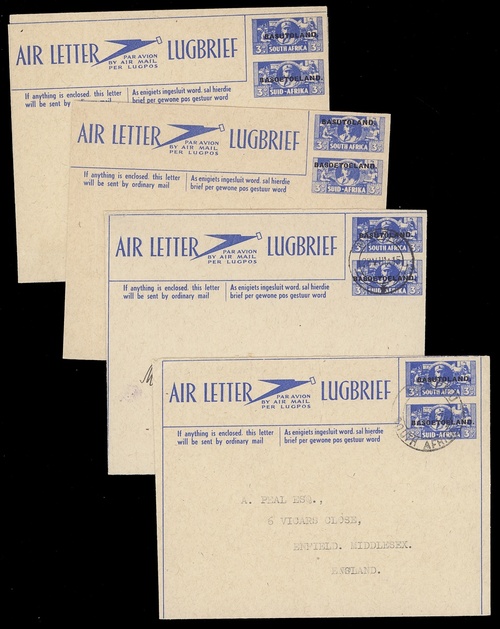 AIR LETTER LUGBRIEF
PAR AVION
BY AIR MAIL
PER LUGPOS
If anything is enclosed, this letter
will be sent by ordinary mail
As enigiets ingesluit word, sal hierdie
brief per gewone pos gestuur word
BASUTOLAND.
SOUTH AFRICA
BASOETOELAND.
SUID-AFRIKA
AIR LETTER LUGBRIEF
PAR AVION
BY AIR MAIL
PER LUGPOS
If anything is enclosed, this letter
will be sent by ordinary mail
As enigiets ingesluit word, sal hierdie
brief per gewone pos gestuur word
BASUTOLAND.
SOUTH AFRICA
BASOETOELAND.
SUID-AFRIKA
AIR LETTER LUGBRIEF
PAR AVION
BY AIR MAIL
PER LUGPOS
If anything is enclosed, this letter
will be sent by ordinary mail
As enigiets ingesluit word, sal hierdie
brief per gewone pos gestuur word
BASUTOLAND.
SOUTH AFRICA
BASOETOELAND.
SUID-AFRIKA
AIR LETTER LUGBRIEF
PAR AVION
BY AIR MAIL
PER LUGPOS
If anything is enclosed, this letter
will be sent by ordinary mail
As enigiets ingesluit word, sal hierdie
brief per gewone pos gestuur word
BASUTOLAND.
SOUTH AFRICA
BASOETOELAND.
SUID-AFRIKA
SOUTH AFRI
A. PEAL ESQ.,
6 VICARS CLOSE,
ENFIELD. MIDDLESEX.
ENGLAND.